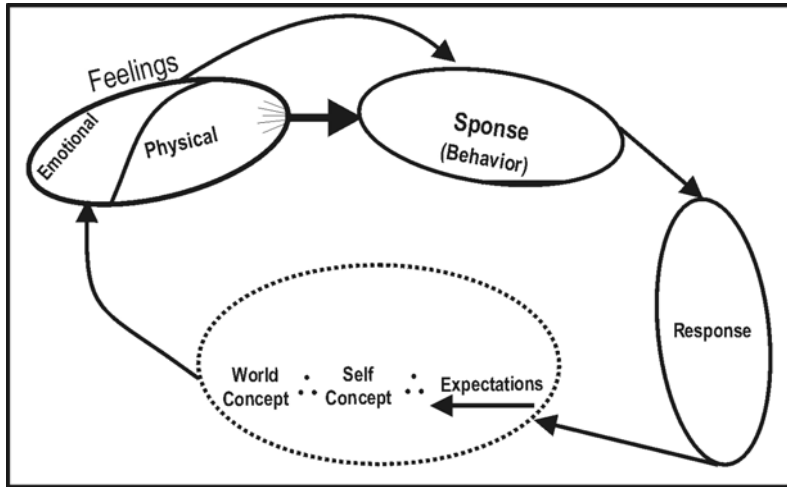 Feelings
Emotional
Physical
Sponse
(Behavior)
Response
World
Concept
∴
Self
Concept
∴
Expectations